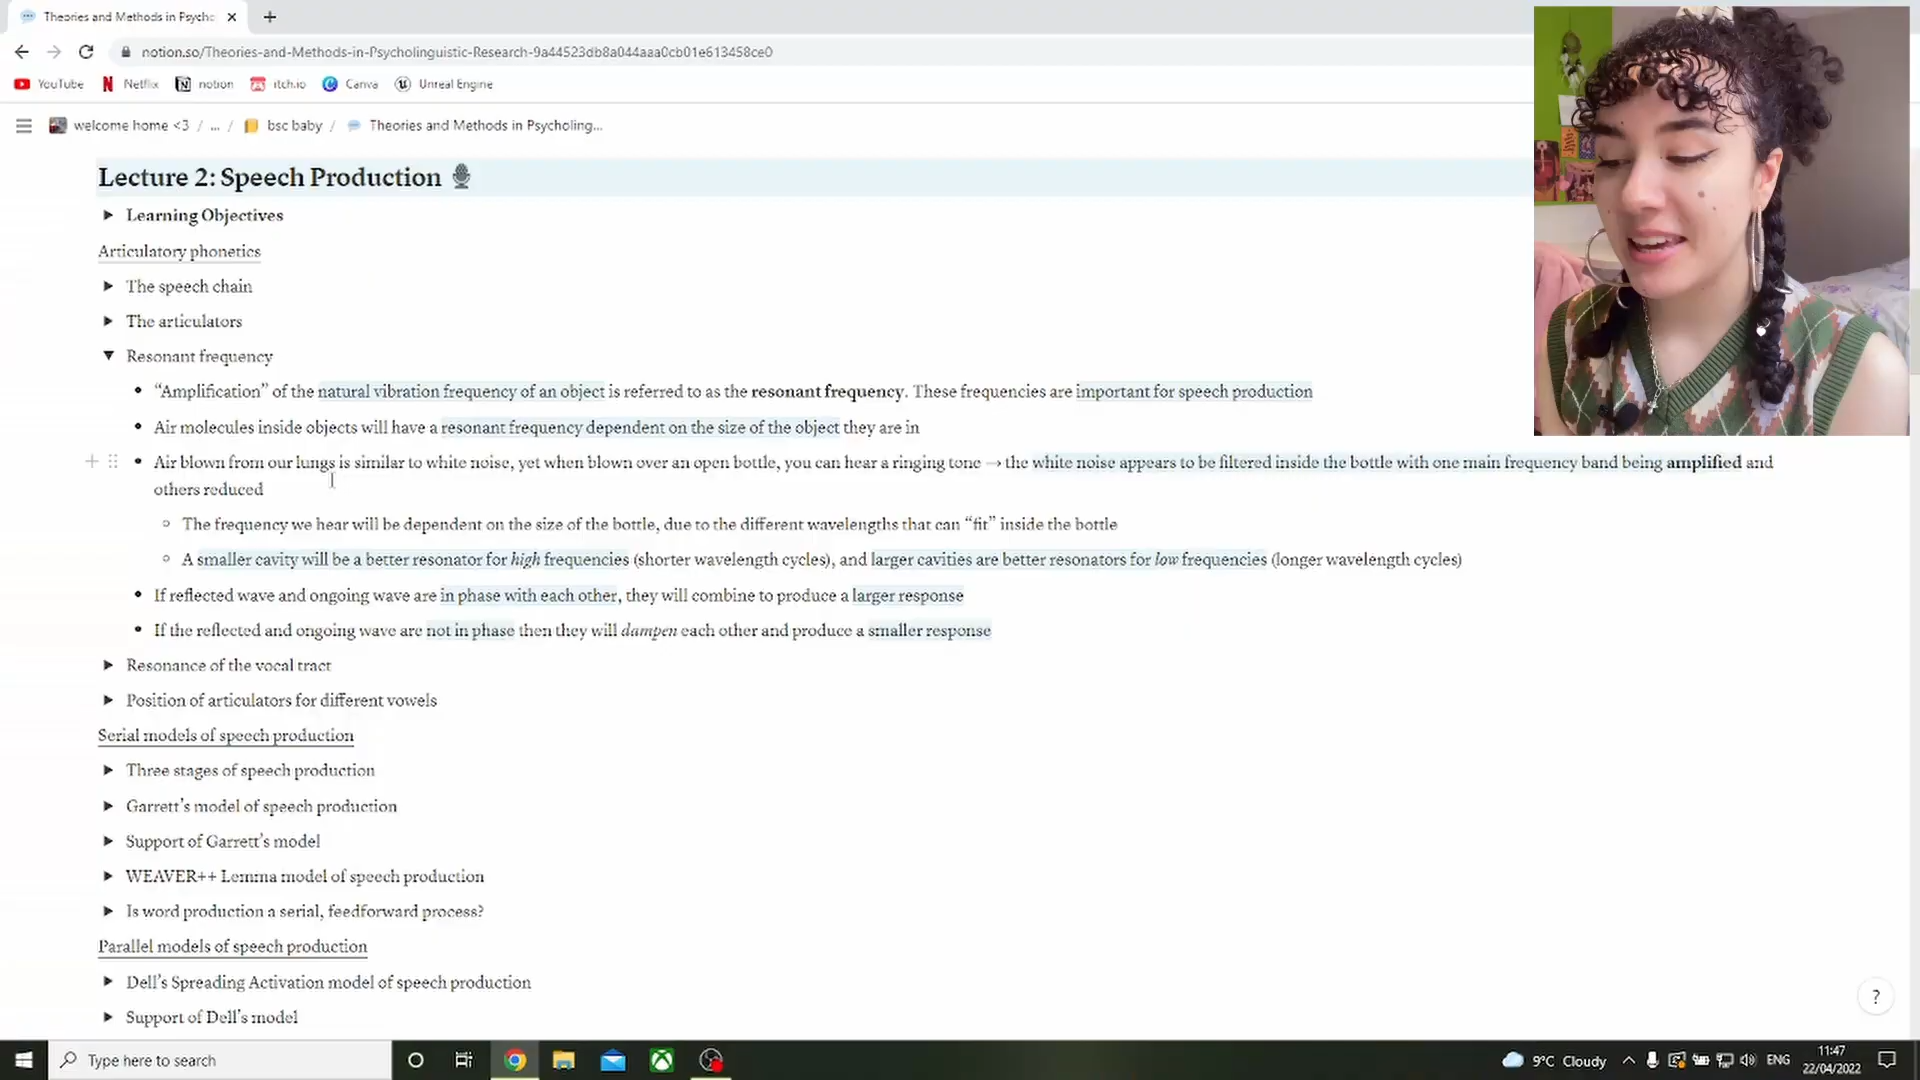 Theories and Methods in Psycho
notion.so/Theories-and-Methods-in-Psycholinguistic-Research-9a44523db8a044aaa0cb01e613458ce0
YouTube Netflix notion itch.io Canva Unreal Engine
welcome home <3 / ... / bsc baby / Theories and Methods in Psycholing...
Lecture 2: Speech Production
Learning Objectives
Articulatory phonetics
The speech chain
The articulators
Resonant frequency
“Amplification” of the natural vibration frequency of an object is referred to as the resonant frequency. These frequencies are important for speech production
Air molecules inside objects will have a resonant frequency dependent on the size of the object they are in
Air blown from our lungs is similar to white noise, yet when blown over an open bottle, you can hear a ringing tone → the white noise appears to be filtered inside the bottle with one main frequency band being amplified and
others reduced
The frequency we hear will be dependent on the size of the bottle, due to the different wavelengths that can “fit” inside the bottle
A smaller cavity will be a better resonator for high frequencies (shorter wavelength cycles), and larger cavities are better resonators for low frequencies (longer wavelength cycles)
If reflected wave and ongoing wave are in phase with each other, they will combine to produce a larger response
If the reflected and ongoing wave are not in phase then they will dampen each other and produce a smaller response
Resonance of the vocal tract
Position of articulators for different vowels
Serial models of speech production
Three stages of speech production
Garrett’s model of speech production
Support of Garrett’s model
WEAVER++ Lemma model of speech production
Is word production a serial, feedforward process?
Parallel models of speech production
Dell’s Spreading Activation model of speech production
Support of Dell’s model
?
Type here to search
9°C Cloudy
ENG
11:47
22/04/2022